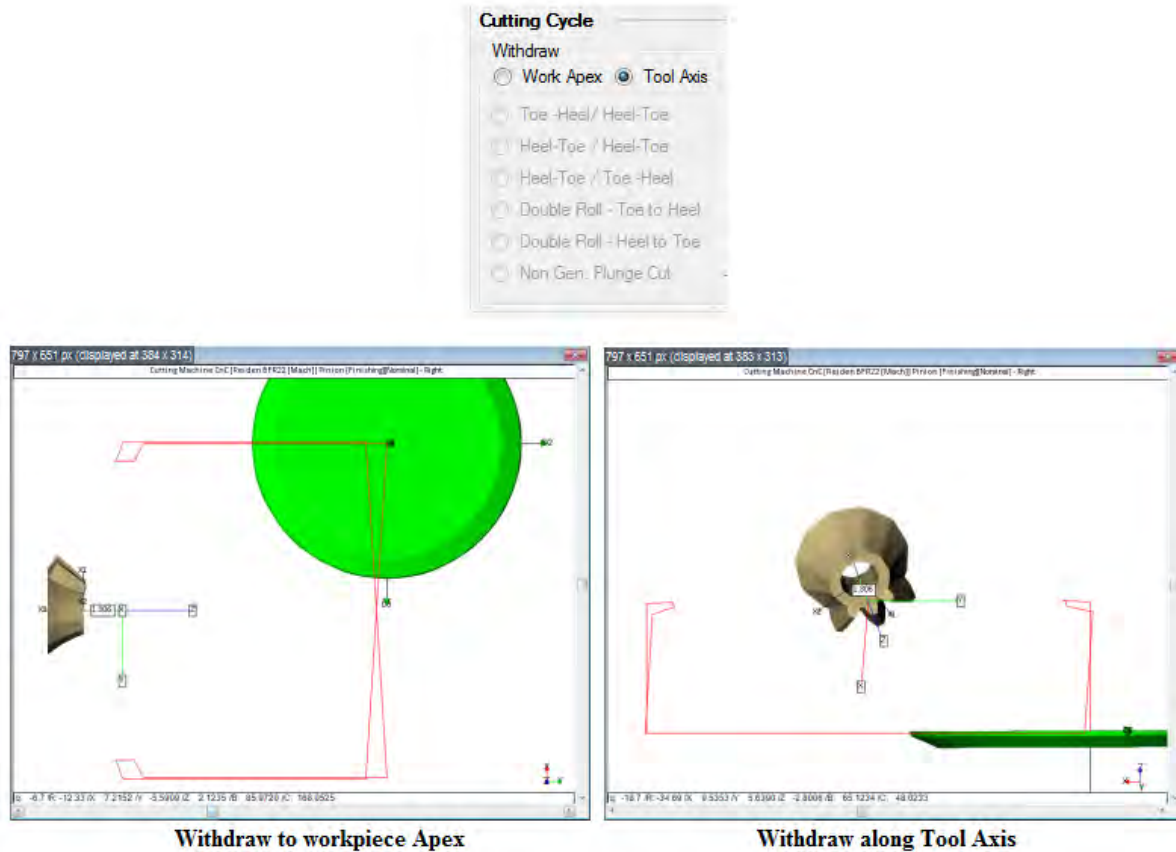 Cutting Cycle
Withdraw
Work Apex Tool Axis
Toe -Heel/ Heel-Toe
Heel-Toe / Heel-Toe
Heel-Toe / Toe -Heel
Double Roll - Toe to Heel
Double Roll - Heel to Toe
Non Gen. Plunge Cut
797 x 651 px (displayed at 384 x 314)
Cutting Machine CnC [Residen BFR22 [Mach]] Pinion [Finishing][Nominal] - Right
X1
X
Z
Y
797 x 651 px (displayed at 383 x 313)
Cutting Machine CnC [Residen BFR22 [Mach]] Pinion [Finishing][Nominal] - Right
Y
Z
X
Withdraw to workpiece Apex
Withdraw along Tool Axis